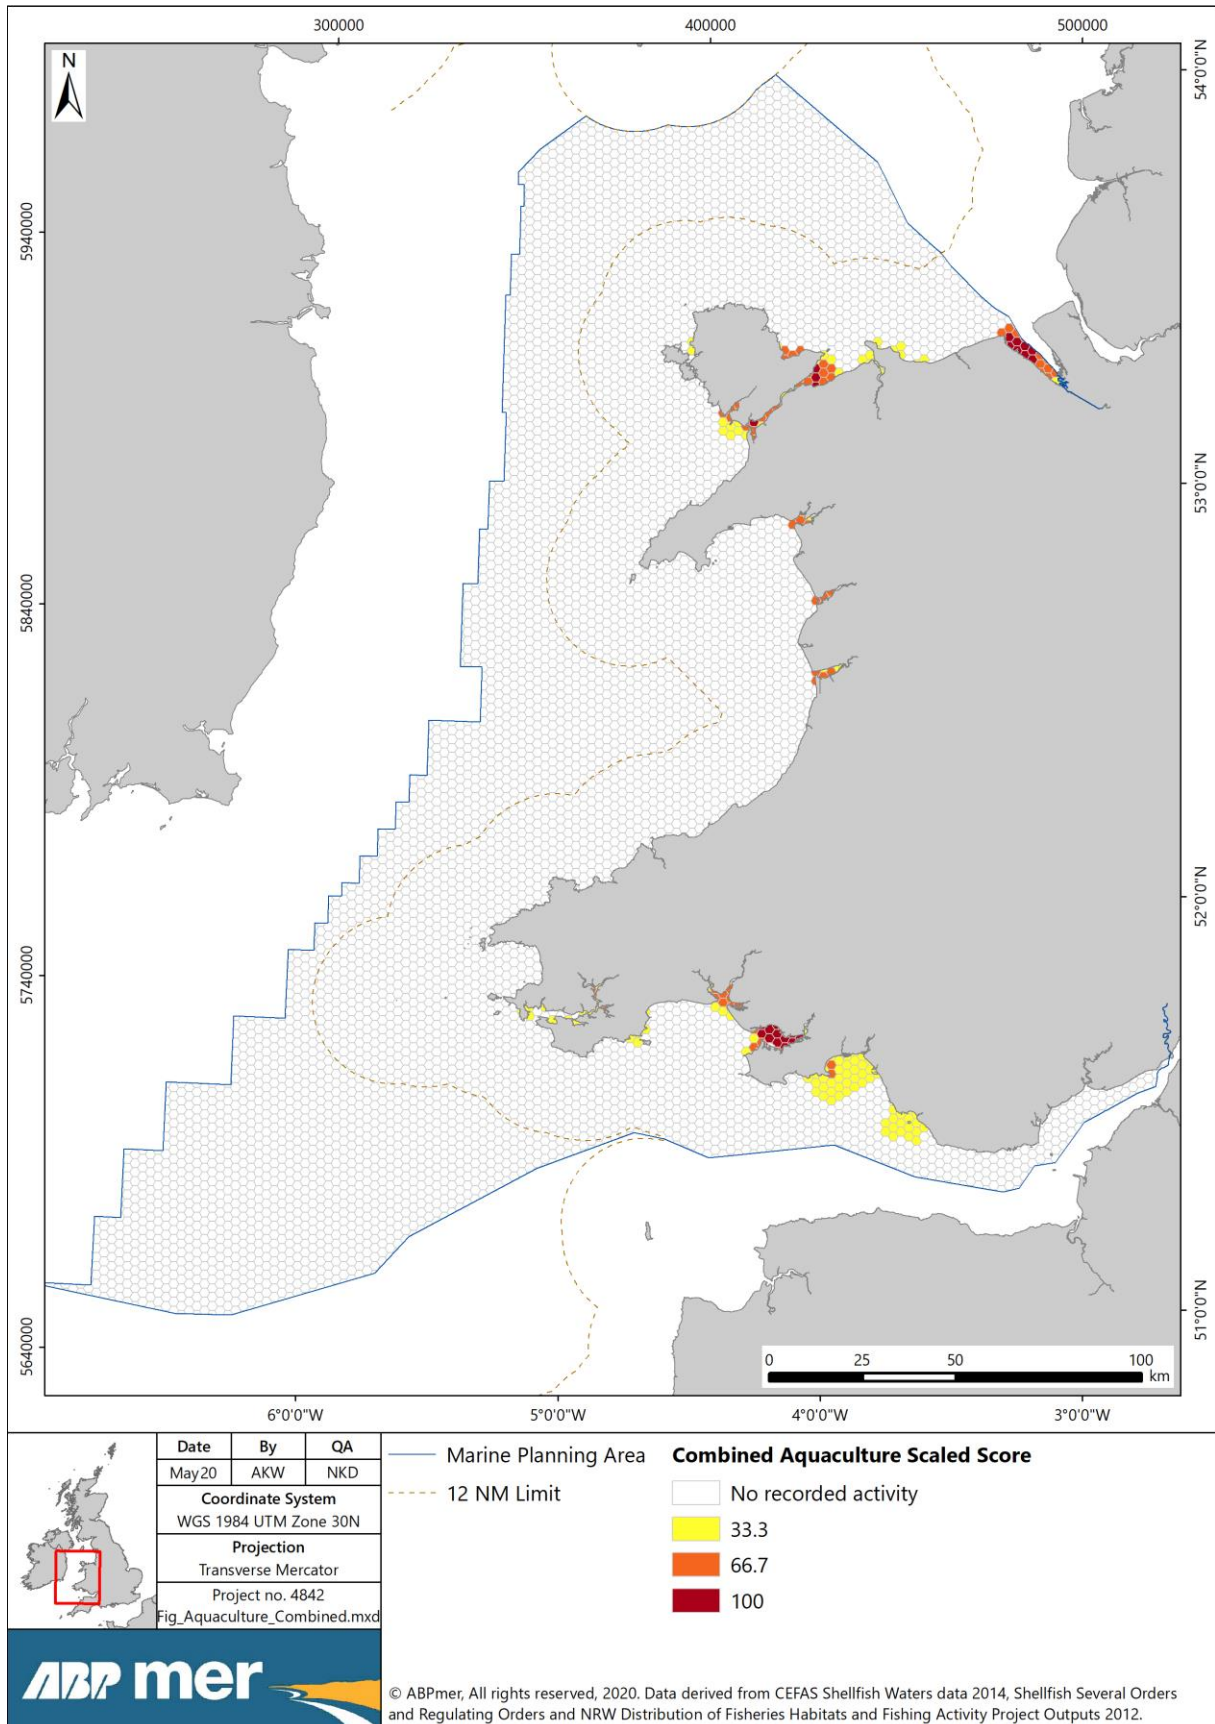 300000
400000
500000
N
54°0'0"N
5940000
53°0'0"N
5840000
52°0'0"N
5740000
51°0'0"N
5640000
0
25
50
100
km
6°0'0"W
5°0'0"W
4°0'0"W
3°0'0"W
Date
By
QA
May20
AKW
NKD
Coordinate System
WGS 1984 UTM Zone 30N
Projection
Transverse Mercator
Project no. 4842
Fig_Aquaculture_Combined.mxd
ABPmer
Marine Planning Area
12 NM Limit
Combined Aquaculture Scaled Score
No recorded activity
33.3
66.7
100
© ABPmer, All rights reserved, 2020. Data derived from CEFAS Shellfish Waters data 2014, Shellfish Several Orders
and Regulating Orders and NRW Distribution of Fisheries Habitats and Fishing Activity Project Outputs 2012.